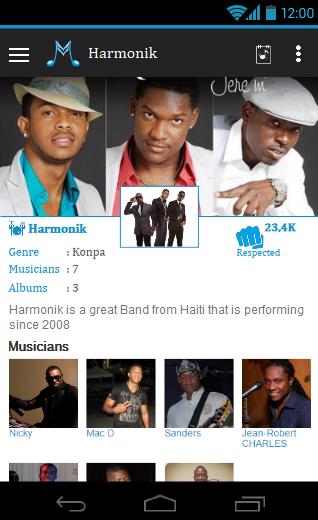 12:00
Harmonik
Jere m'
Harmonik
23,4K
Respected
Genre : Konpa
Musicians : 7
Albums : 3
Harmonik is a great Band from Haiti that is performing
since 2008
Musicians
Nicky
Mac D
Sanders
Jean-Robert
CHARLES